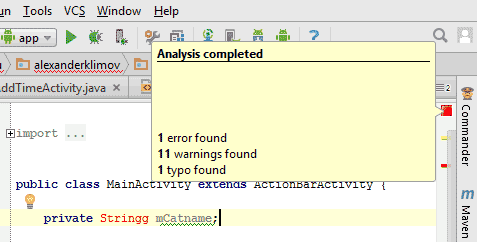 Tools VCS Window Help
app
alexanderklimov
Analysis completed
ddTimeActivity.java
2
1 error found
11 warnings found
1 typo found
import ...
public class MainActivity extends ActionBarActivity {
private Stringg mCatname;
Commander
Maven
m